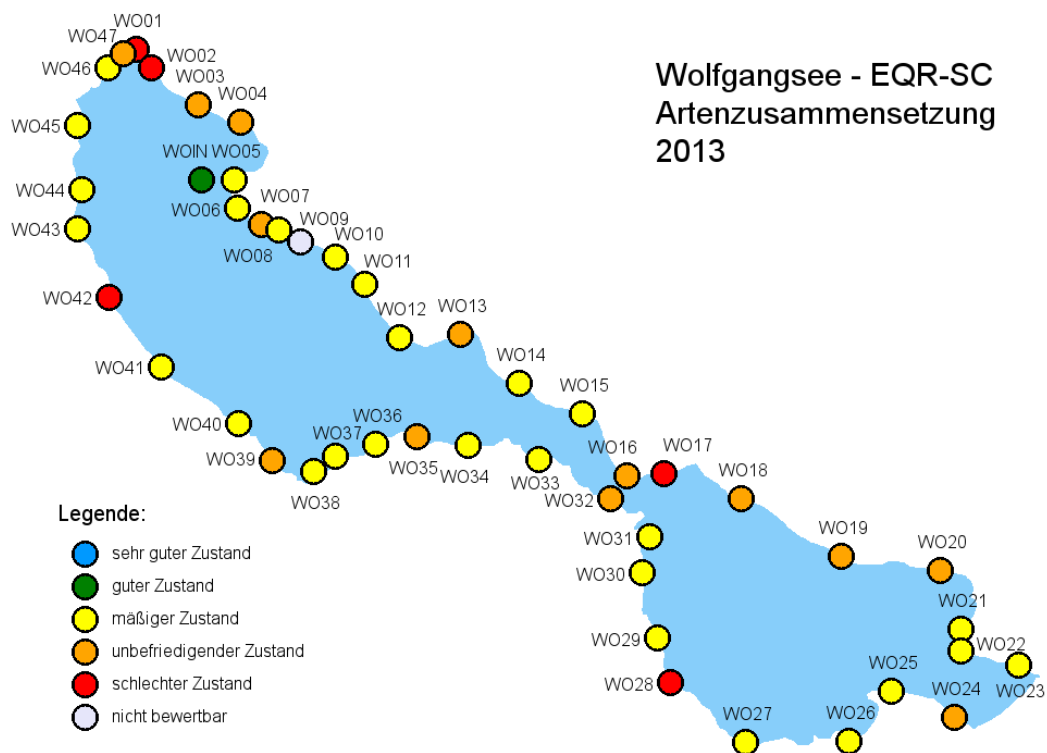 Wolfgangsee - EQR-SC
Artenzusammensetzung
2013
WO01
WO47
WO02
WO46
WO03
WO04
WO45
WOIN
WO05
WO44
WO06
WO07
WO43
WO09
WO08
WO10
WO11
WO42
WO12
WO13
WO41
WO14
WO15
WO40
WO36
WO37
WO39
WO35
WO34
WO16
WO17
WO38
WO33
WO32
WO18
WO31
WO19
WO20
WO30
WO21
WO29
WO22
WO28
WO25
WO23
WO24
WO27
WO26
Legende:
sehr guter Zustand
guter Zustand
mäßiger Zustand
unbefriedigender Zustand
schlechter Zustand
nicht bewertbar